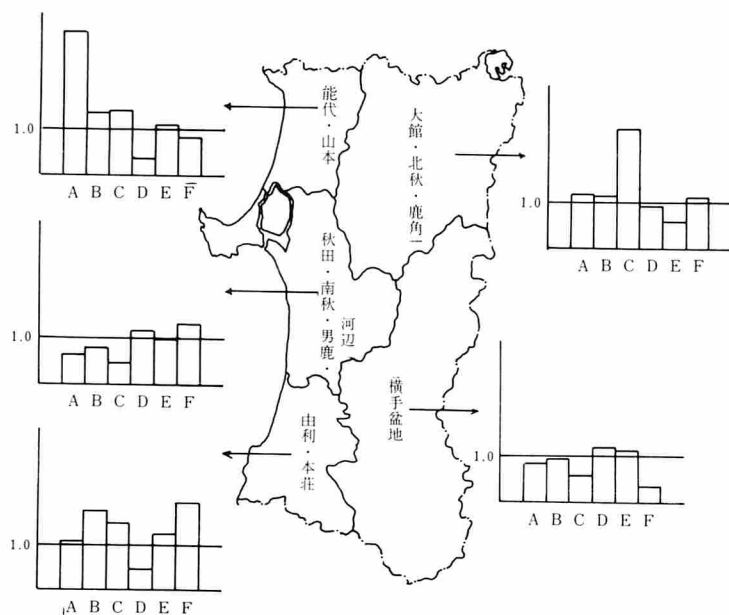 1.0
A B C D E F
能代・山本
大館・北秋・鹿角
1.0
A B C D E F
1.0
A B C D E F
秋田・南秋・男鹿・
河辺
横手盆地
1.0
A B C D E F
由利・本荘
1.0
A B C D E F